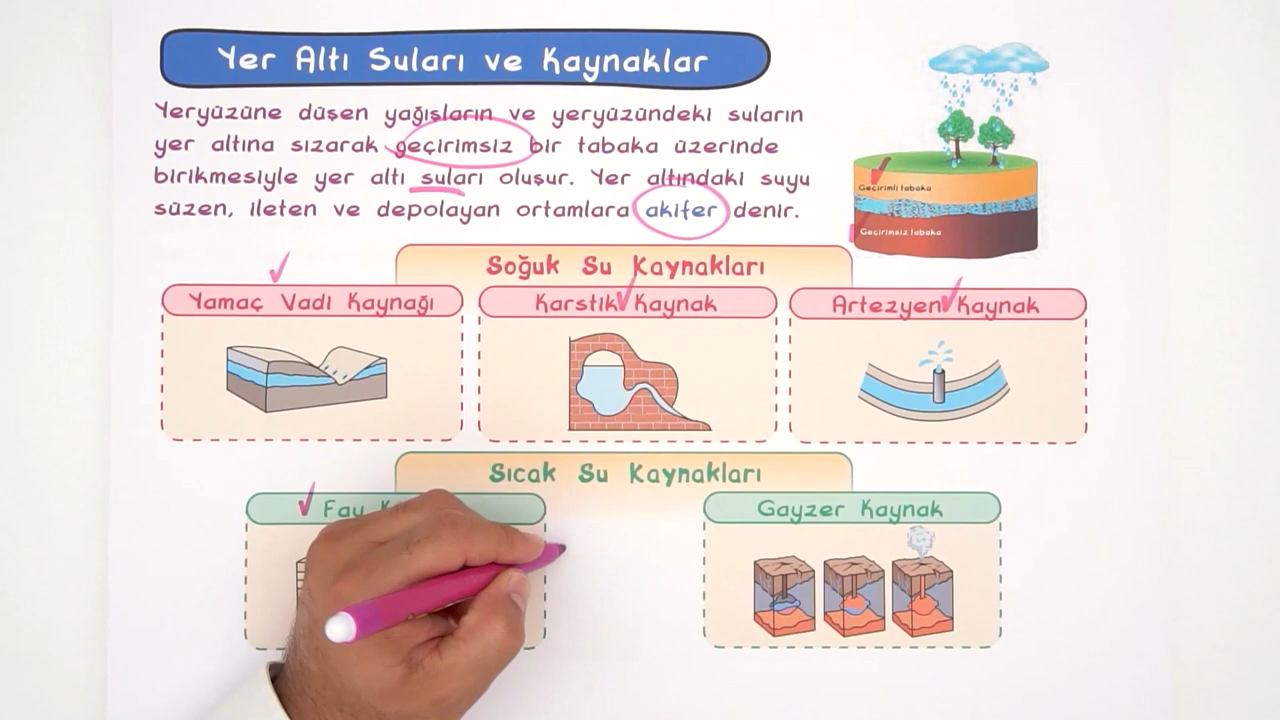 Yer Altı Suları ve Kaynaklar
Yeryüzüne düşen yağışların ve yeryüzündeki suların
yer altına sızarak geçirimsiz bir tabaka üzerinde
birikmesiyle yer altı suları oluşur. Yer altındaki suyu
süzen, ileten ve depolayan ortamlara akifer denir.
Geçirimli tabaka
Geçirimsiz tabaka
Soğuk Su Kaynakları
Yamaç Vadi Kaynağı
Karstik Kaynak
Artezyen Kaynak
Sıcak Su Kaynakları
Fay
Gayzer Kaynak